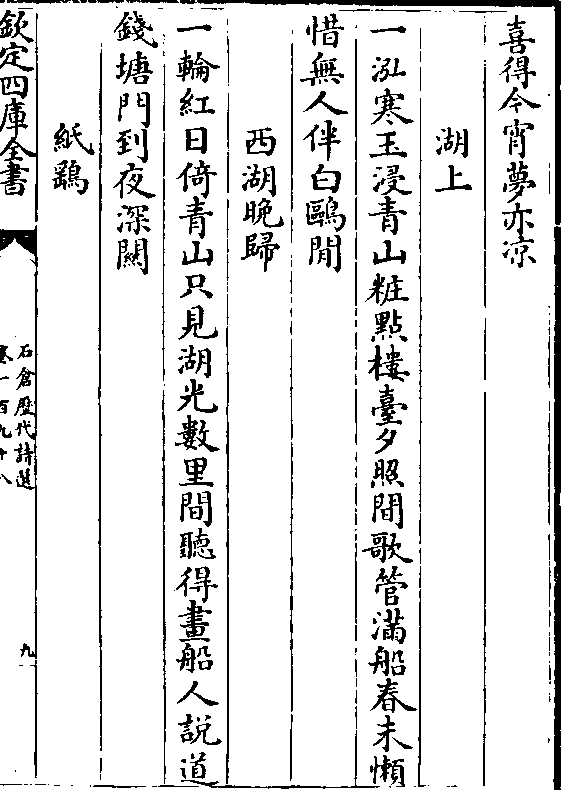 喜得今宵夢亦凉
湖上
一泓寒玉浸青山粧點樓臺夕照間歌管滿船春未懶
惜無人伴白鷗閒
西湖晚歸
一輪紅日倚青山只見湖光數里間聽得畫船人説道
錢塘門到夜深關
紙鷂
欽定四庫全書
石倉歷代詩選
卷一百九十八
九